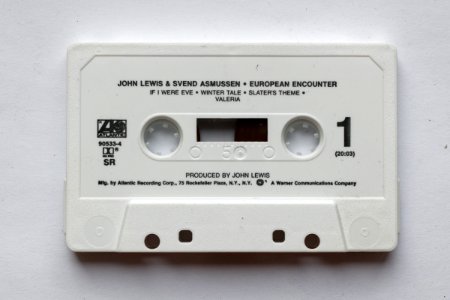 JOHN LEWIS & SVEND ASMUSSEN • EUROPEAN ENCOUNTER
IF I WERE EVE • WINTER TALE • SLATER'S THEME •
VALERIA
ATLANTIC
90533-4
SR
1
(20:03)
PRODUCED BY JOHN LEWIS
Mfg. by Atlantic Recording Corp., 75 Rockefeller Plaza, N.Y., N.Y. A Warner Communications Company